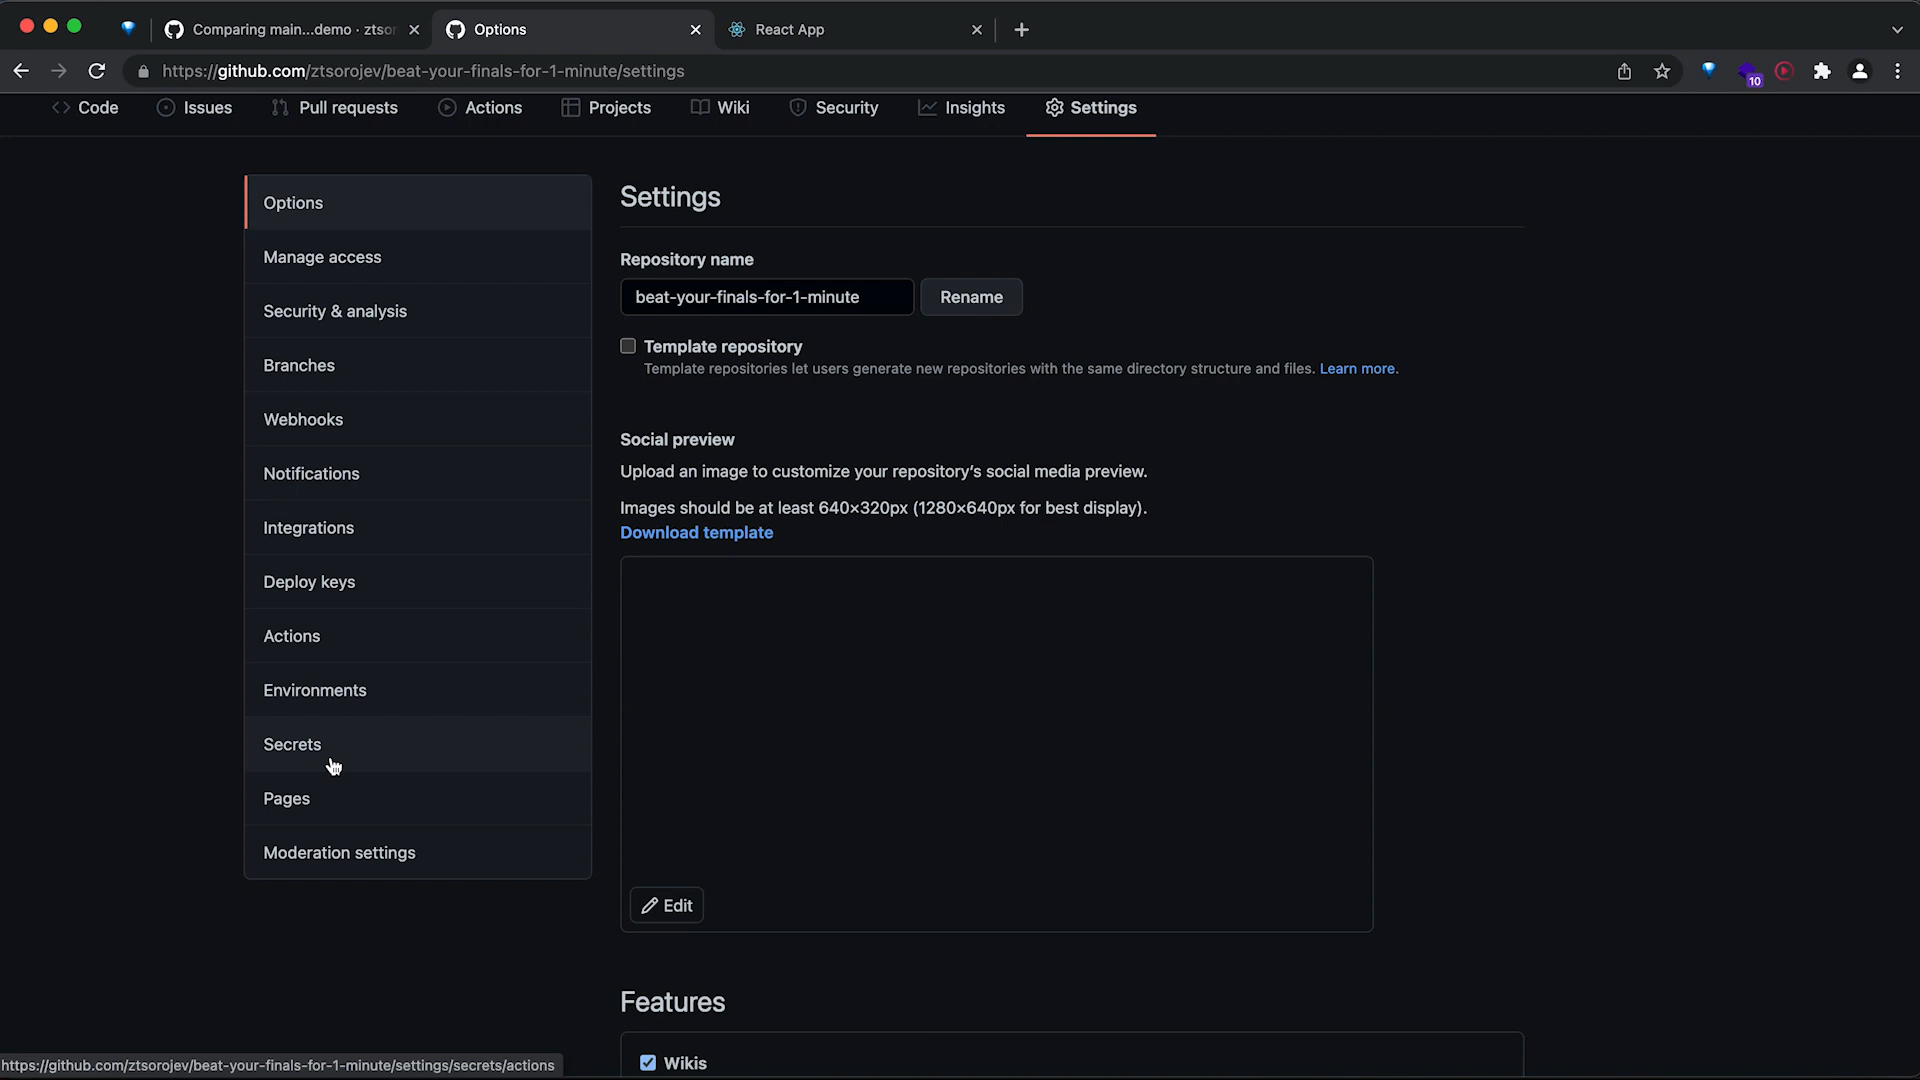 Comparing main...demo · ztsor
Options
React App
https://github.com/ztsorojev/beat-your-finals-for-1-minute/settings
10
Code
Issues
Pull requests
Actions
Projects
Wiki
Security
Insights
Settings
Options
Manage access
Security & analysis
Branches
Webhooks
Notifications
Integrations
Deploy keys
Actions
Environments
Secrets
Pages
Moderation settings
Settings
Repository name
beat-your-finals-for-1-minute
Rename
Template repository
Template repositories let users generate new repositories with the same directory structure and files. Learn more.
Social preview
Upload an image to customize your repository's social media preview.
Images should be at least 640×320px (1280×640px for best display).
Download template
Edit
Features
Wikis
https://github.com/ztsorojev/beat-your-finals-for-1-minute/settings/secrets/actions